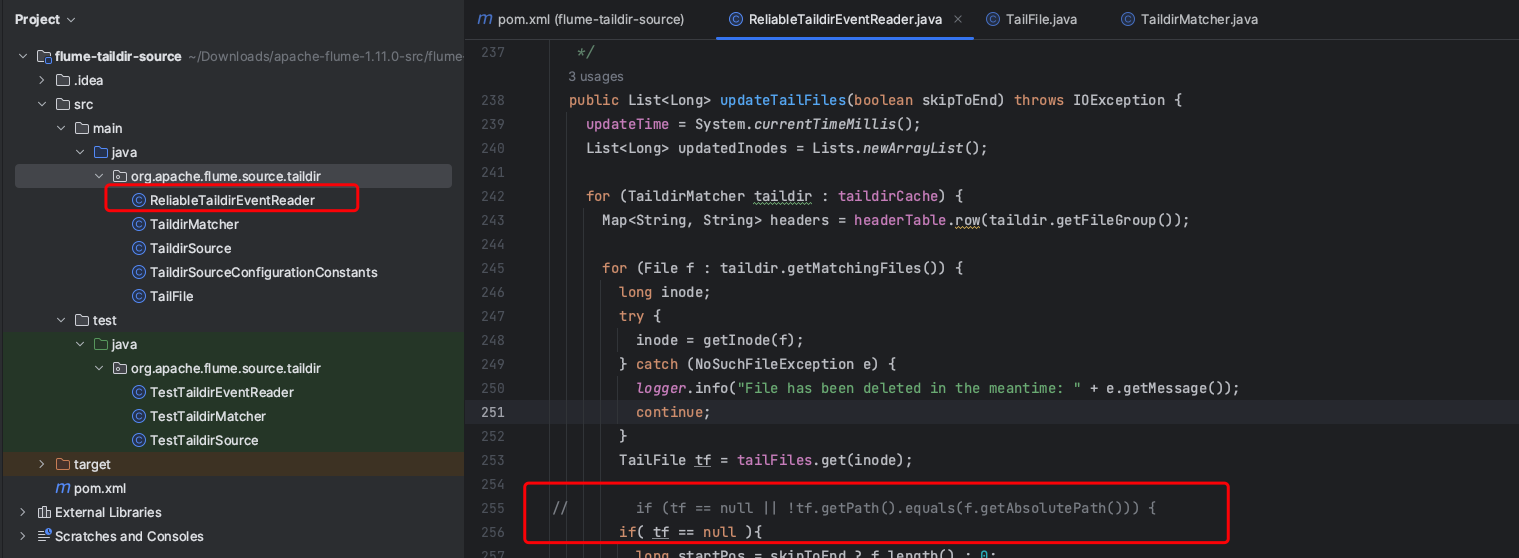 Project
flume-taildir-source ~/Downloads/apache-flume-1.11.0-src/flume-
.idea
src
main
java
org.apache.flume.source.taildir
ReliableTaildirEventReader
TaildirMatcher
TaildirSource
TaildirSourceConfigurationConstants
TailFile
test
java
org.apache.flume.source.taildir
TestTaildirEventReader
TestTaildirMatcher
TestTaildirSource
target
m pom.xml
External Libraries
Scratches and Consoles
m pom.xml (flume-taildir-source) © ReliableTaildirEventReader.java × © TailFile.java © TaildirMatcher.java
237 */
3 usages
238 public List<Long> updateTailFiles(boolean skipToEnd) throws IOException {
239 updateTime = System.currentTimeMillis();
240 List<Long> updatedInodes = Lists.newArrayList();
241
242 for (TaildirMatcher taildir : taildirCache) {
243 Map<String, String> headers = headerTable.row(taildir.getFileGroup());
244
245 for (File f : taildir.getMatchingFiles()) {
246 long inode;
247 try {
248 inode = getInode(f);
249 } catch (NoSuchFileException e) {
250 logger.info("File has been deleted in the meantime: " + e.getMessage());
251 continue;
252 }
253 TailFile tf = tailFiles.get(inode);
254
255 // if (tf == null || !tf.getPath().equals(f.getAbsolutePath())) {
256 if( tf == null ){
257 long startPos = skipToEnd ? f.length() : 0;